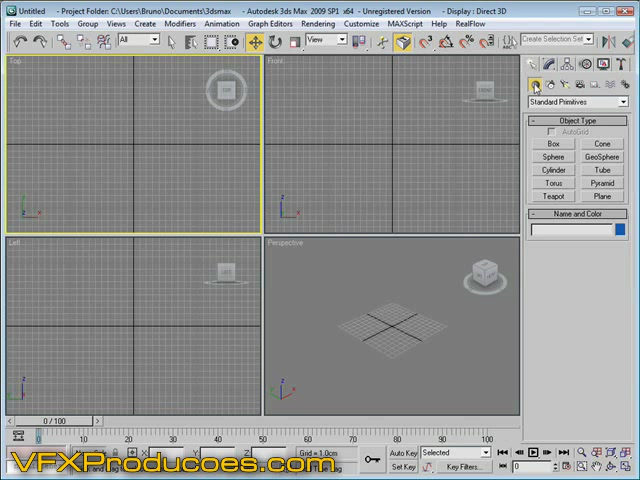 Untitled - Project Folder: C:\Users\Bruno\Documents\3dsmax - Autodesk 3ds Max 2009 SP1 x64 - Unregistered Version - Display : Direct 3D
File Edit Tools Group Views Create Modifiers Animation Graph Editors Rendering Customize MAXScript Help RealFlow
All View Create Selection Set
Top Front
TOP FRONT
Standard Primitives
- Object Type
AutoGrid
Box Cone
Sphere GeoSphere
Cylinder Tube
Torus Pyramid
Teapot Plane
- Name and Color
Left Perspective
0 / 100
0 10 20 30 40 50 60 70 80 90 100
X: Y: Z: Grid = 1.0cm Auto Key Selected
Set Key Key Filters... 0
VFXProducoes.com